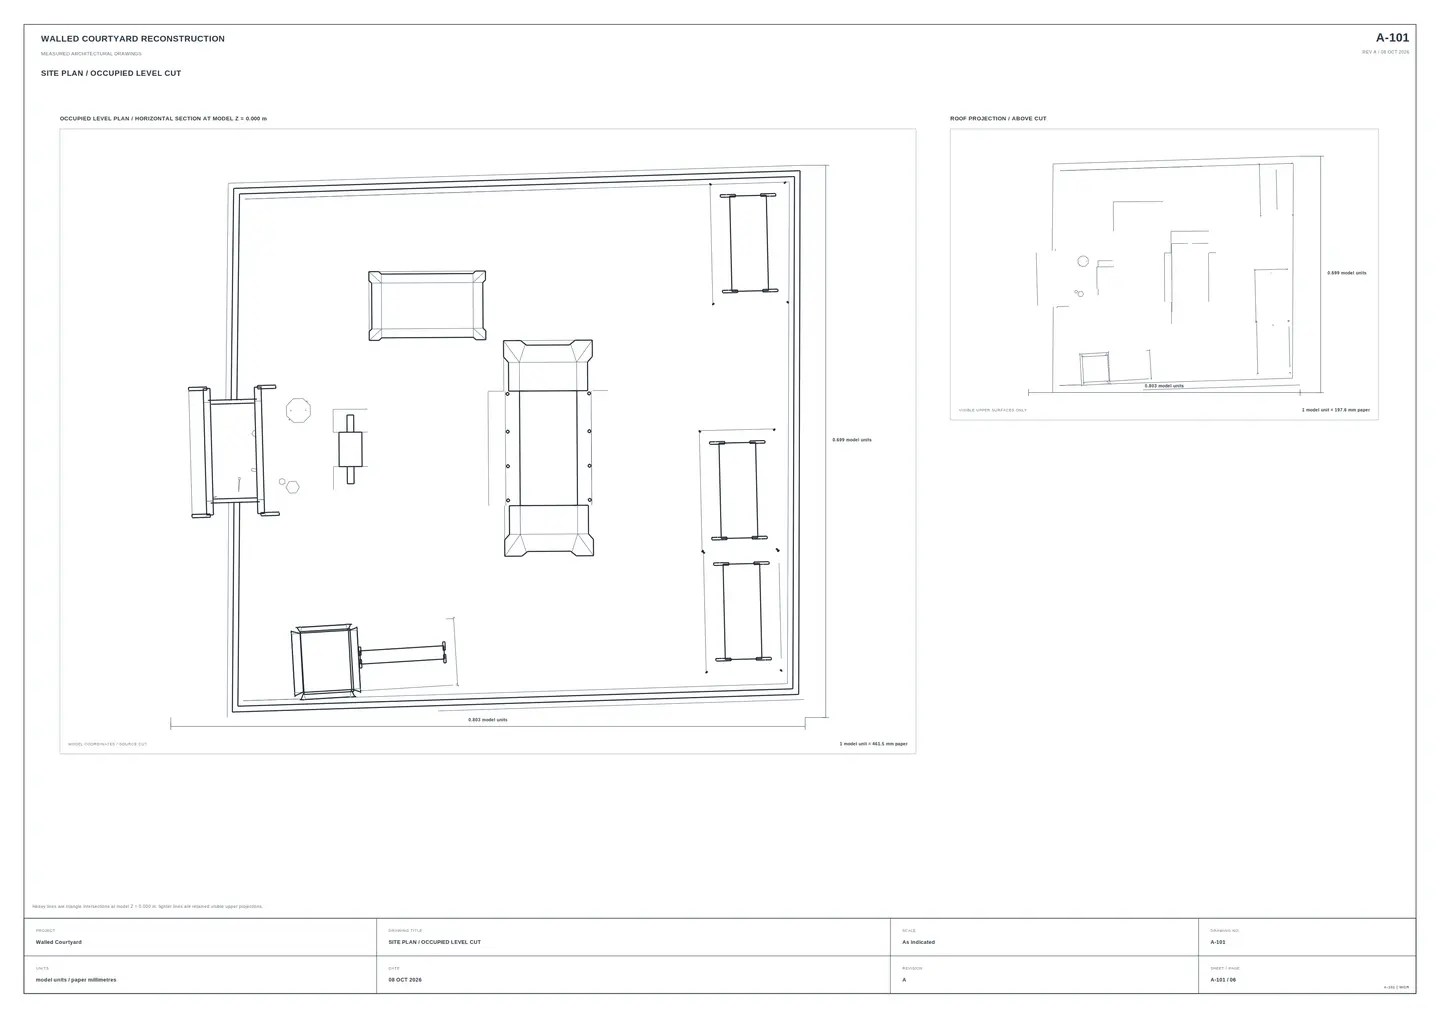 WALLED COURTYARD RECONSTRUCTION
A-101
MEASURED ARCHITECTURAL DRAWINGS
REV A / 08 OCT 2026
SITE PLAN / OCCUPIED LEVEL CUT
OCCUPIED LEVEL PLAN / HORIZONTAL SECTION AT MODEL Z = 0.000 m
0.689 model units
0.803 model units
MODEL COORDINATES / SOURCE CUT
1 model unit = 461.5 mm paper
ROOF PROJECTION / ABOVE CUT
0.689 model units
0.803 model units
VISIBLE UPPER SURFACES ONLY
1 model unit = 197.6 mm paper
Heavy lines are triangle intersections at model Z = 0.000 m. lighter lines are retained visible upper projections.
PROJECT
Walled Courtyard
DRAWING TITLE
SITE PLAN / OCCUPIED LEVEL CUT
SCALE
As indicated
DRAWING NO.
A-101
UNITS
model units / paper millimetres
DATE
08 OCT 2026
REVISION
A
SHEET / PAGE
A-101 / 06